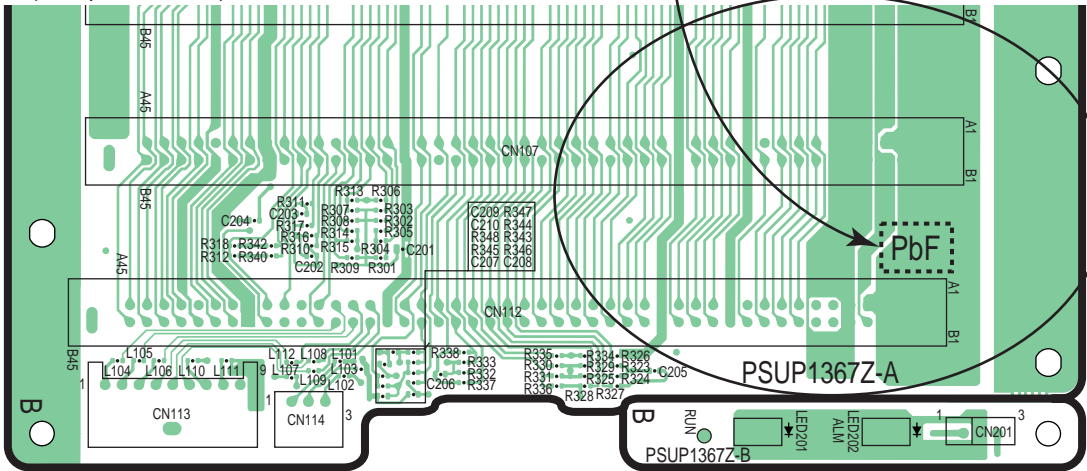 B1
B45
A45
A1
CN107
B1
B45
R313 R306
R311
C203 R307 R303
C204 R317 R308 R302
R316 R314 R305
R318 R342 R310 R315 R304 C201
R312 R340
C202 R309 R301
C209 R347
C210 R344
R348 R343
R345 R346
C207 C208
PbF
A45
A1
CN112
B1
B45
L105 L112 L108 L101
L104 L106 L110 L111 L107 L103
L109 L102
1 9
CN113
1 3
CN114
R338
R333
R332
C206 R337
R335 R334 R326
R330 R329 R323
R331 R325 R324 C205
R336 R328 R327
PSUP1367Z-A
B
B
RUN
LED201
LED202
ALM
1 3
CN201
PSUP1367Z-B